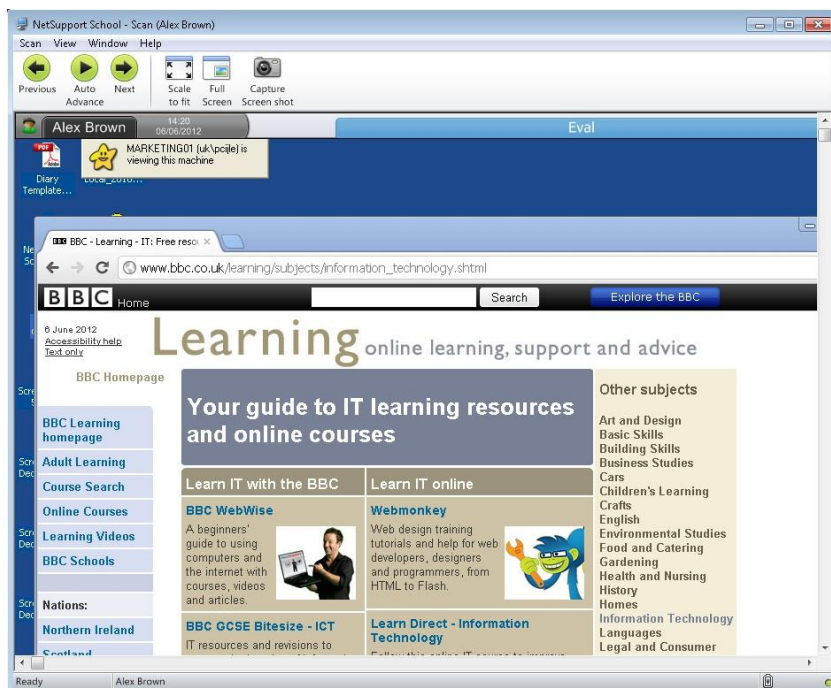 NetSupport School - Scan (Alex Brown)
Scan View Window Help
Previous
Auto
Advance
Next
Scale
to fit
Full
Screen
Capture
Screen shot
Alex Brown
14:20
06/06/2012
Eval
MARKETING01 (uk\pcijle) is
viewing this machine
PDF
Adobe
Diary
Template...
BBC - Learning - IT: Free
www.bbc.co.uk/learning/subjects/information_technology.shtml
BBC Home
Search
Explore the BBC
6 June 2012
Accessibility help
Text only
Learning online learning, support and advice
BBC Homepage
BBC Learning
homepage
Adult Learning
Course Search
Online Courses
Learning Videos
BBC Schools
Nations:
Northern Ireland
Scotland
Your guide to IT learning resources
and online courses
Learn IT with the BBC
BBC WebWise
A beginners'
guide to using
computers and
the internet with
courses, videos
and articles.
BBC GCSE Bitesize - ICT
IT resources and revisions to
Learn IT online
Webmonkey
Web design training
tutorials and help for web
developers, designers
and programmers, from
HTML to Flash.
Learn Direct - Information
Technology
Other subjects
Art and Design
Basic Skills
Building Skills
Business Studies
Cars
Children's Learning
Crafts
English
Environmental Studies
Food and Catering
Gardening
Health and Nursing
History
Homes
Information Technology
Languages
Legal and Consumer
Ready
Alex Brown